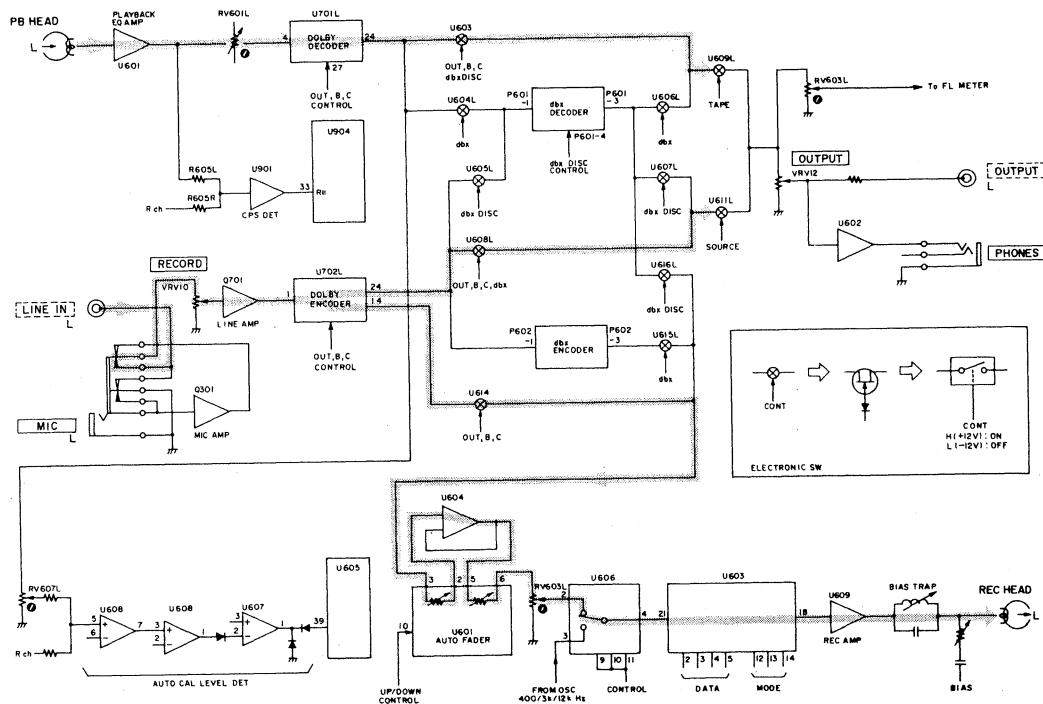 PB HEAD
L
PLAYBACK
EQ AMP
U601
RV601L
U701L
4
DOLBY
DECODER
24
27
OUT, B, C
CONTROL
U603
OUT, B, C
dbxDISC
U609L
TAPE
RV603L
To FL METER
U604L
dbx
P601
-1
dbx
DECODER
P601
-3
P601-4
dbx DISC
CONTROL
U606L
dbx
U904
R605L
U901
33
R605R
R ch
CPS DET
U605L
dbx DISC
U607L
dbx DISC
U611L
SOURCE
OUTPUT
VRV12
OUTPUT
L
U602
PHONES
U608L
OUT, B, C, dbx
RECORD
VRV10
Q701
LINE AMP
U702L
1
DOLBY
ENCODER
24
14
OUT, B, C
CONTROL
LINE IN
L
U616L
dbx DISC
P602
-1
dbx
ENCODER
P602
-3
U615L
dbx
Q301
MIC AMP
MIC
L
U614
OUT, B, C
CONT
CONT
H(+12V) : ON
L(-12V) : OFF
ELECTRONIC SW
U604
RV607L
R ch
U608
5
+
6
-
7
U608
3
+
2
-
1
U607
3
+
2
-
1
39
U605
AUTO CAL LEVEL DET
3
2
5
6
10
U601
AUTO FADER
UP/DOWN
CONTROL
RV603L
U606
2
3
4
9
10
11
FROM OSC
400/3k/12k Hz
CONTROL
U603
21
18
2
3
4
5
12
13
14
DATA
MODE
U609
REC AMP
BIAS TRAP
REC HEAD
L
BIAS